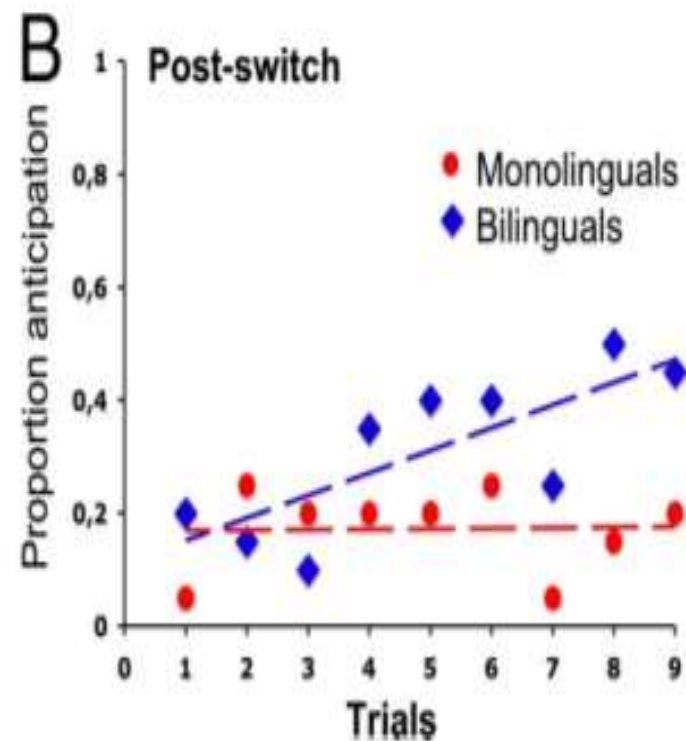 B
Post-switch
Proportion anticipation
1
0,8
0,6
0,4
0,2
0
Monolinguals
Bilinguals
0 1 2 3 4 5 6 7 8 9
Trials